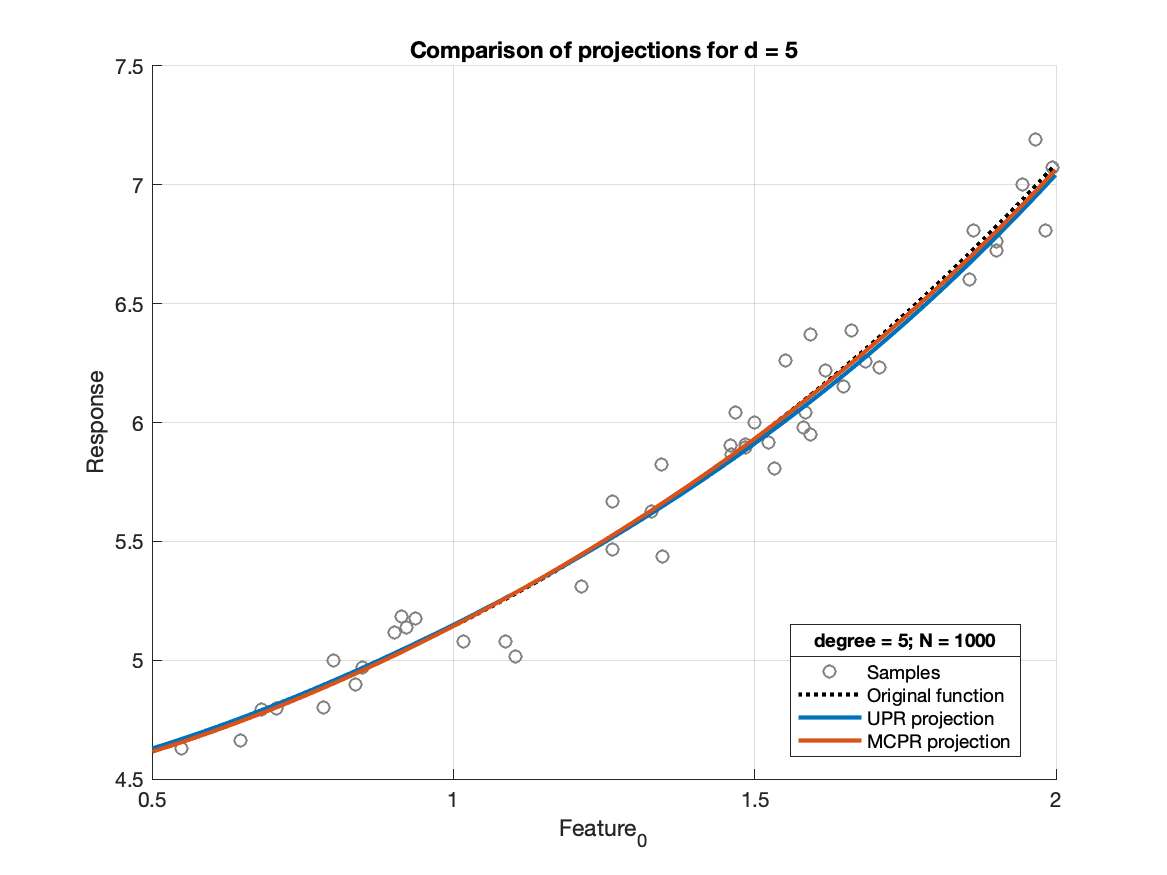 Comparison of projections for d = 5
7.5
7
6.5
6
5.5
5
4.5
Response
0.5
1
1.5
2
Feature0
degree = 5; N = 1000
Samples
Original function
UPR projection
MCPR projection